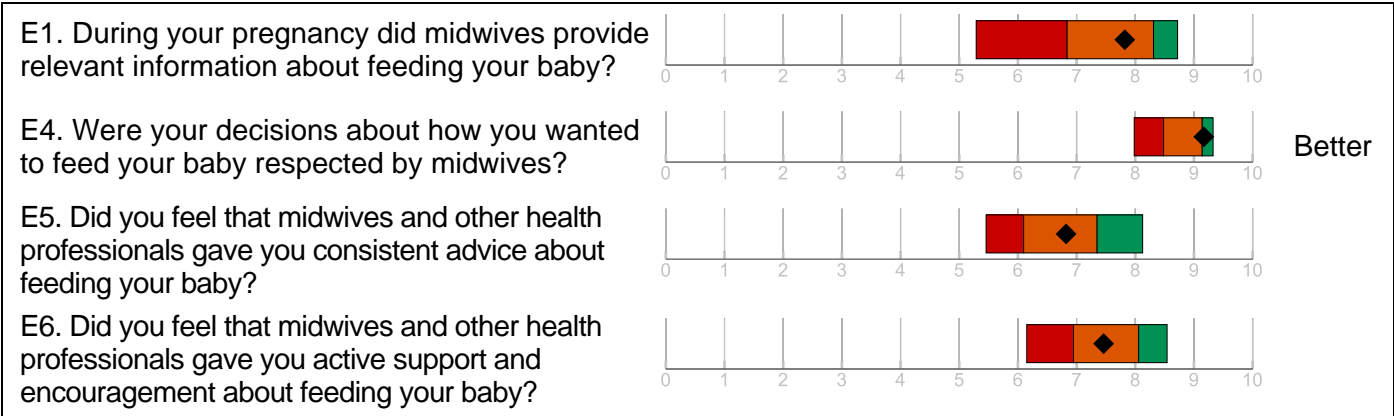 E1. During your pregnancy did midwives provide
relevant information about feeding your baby?
0 1 2 3 4 5 6 7 8 9 10
E4. Were your decisions about how you wanted
to feed your baby respected by midwives?
Better
0 1 2 3 4 5 6 7 8 9 10
E5. Did you feel that midwives and other health
professionals gave you consistent advice about
feeding your baby?
0 1 2 3 4 5 6 7 8 9 10
E6. Did you feel that midwives and other health
professionals gave you active support and
encouragement about feeding your baby?
0 1 2 3 4 5 6 7 8 9 10